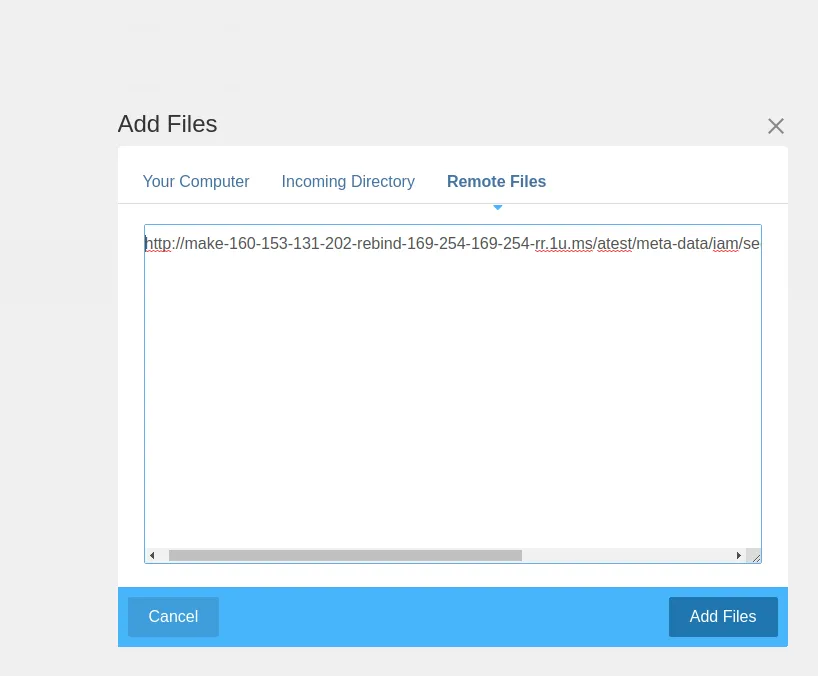 Add Files
Your Computer Incoming Directory Remote Files
http://make-160-153-131-202-rebind-169-254-169-254-rr.1u.ms/atest/meta-data/iam/se
Cancel Add Files